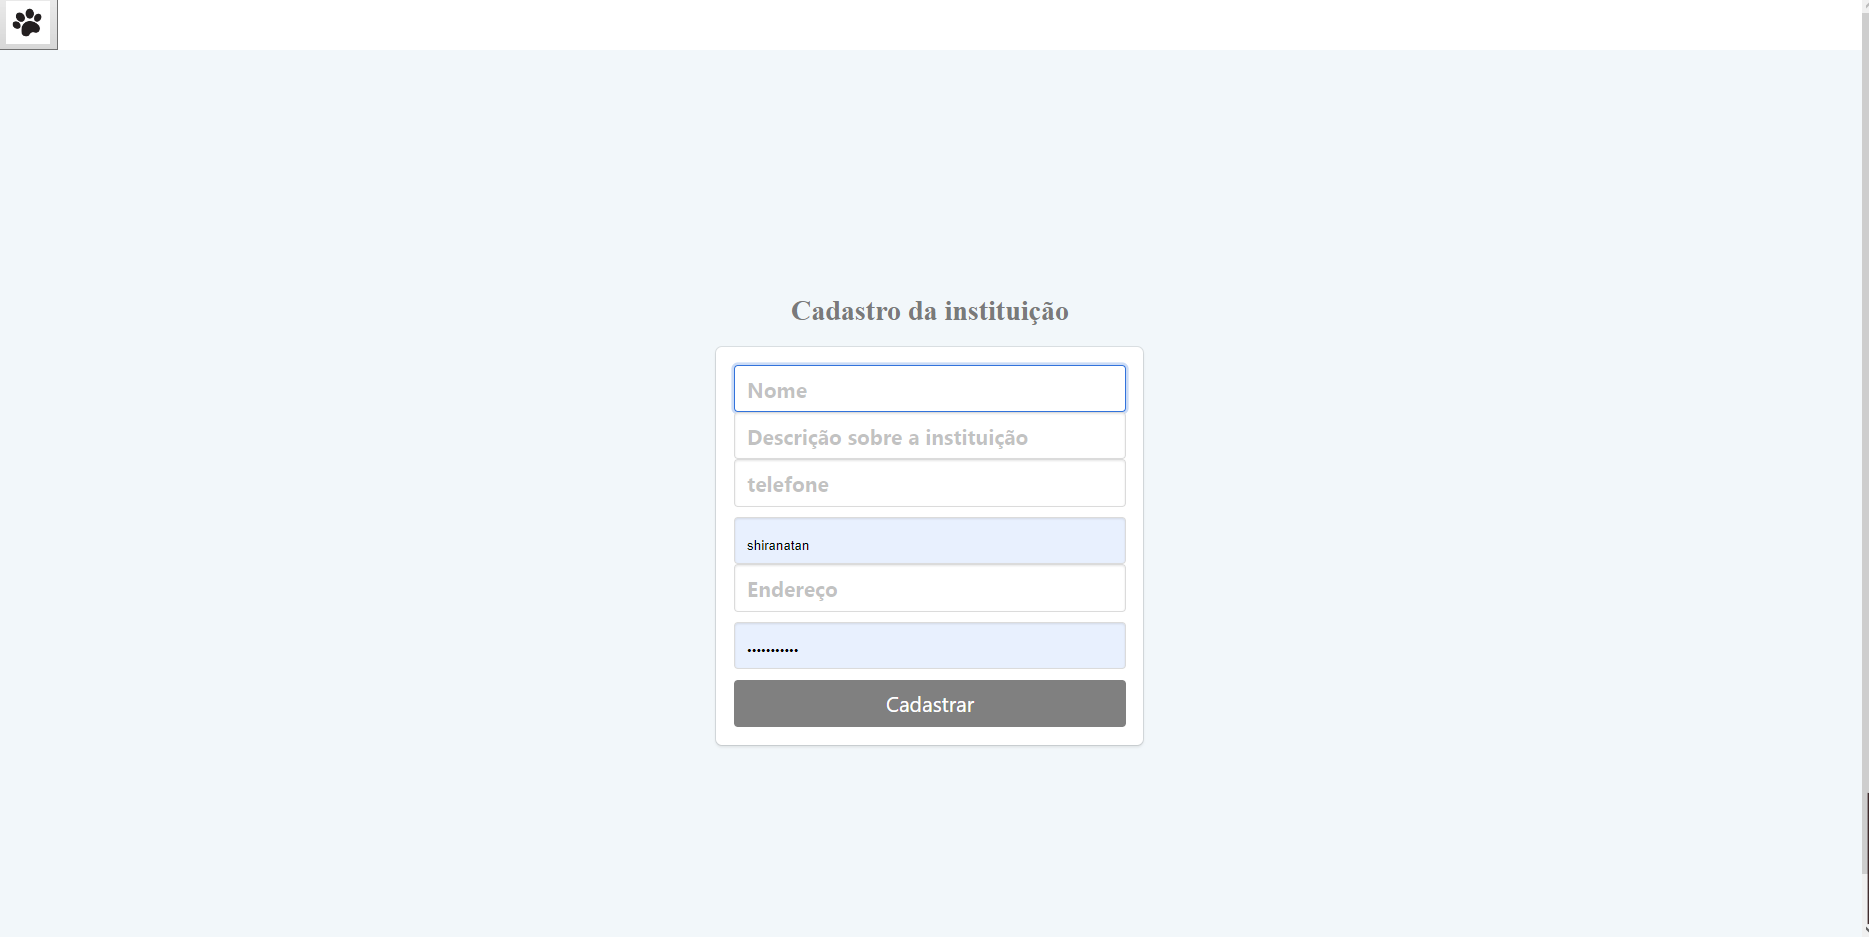 Cadastro da instituição
Nome
Descrição sobre a instituição
telefone
shiranatan
Endereço
•••••••••••
Cadastrar